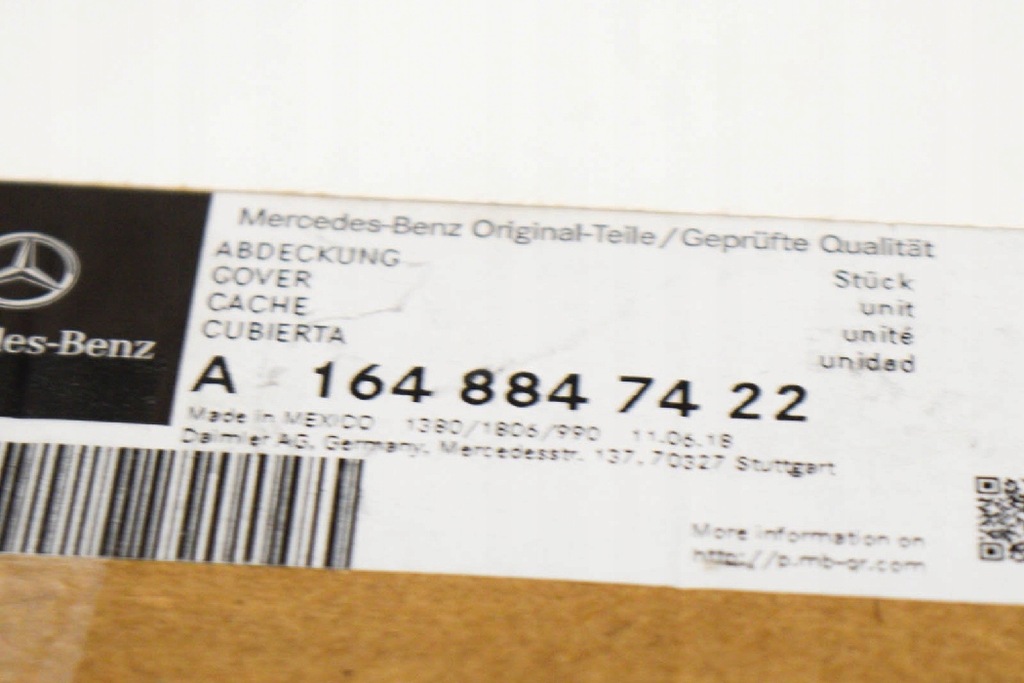 Mercedes-Benz Original-Teile/Geprüfte Qualität
ABDECKUNG
COVER
CACHE
CUBIERTA
Stück
unit
unité
unidad
des-Benz
A 164 884 74 22
Made in MEXICO 1380/1806/990 11.06.18
Daimler AG, Germany, Mercedesstr. 137, 70327 Stuttgart
More information on
http://p.mb-qr.com